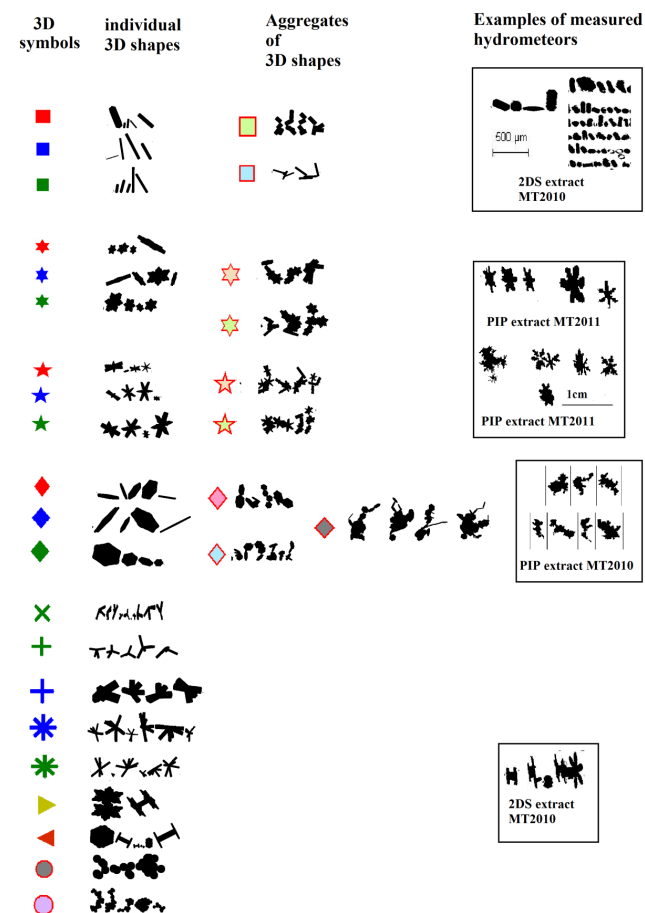 3D
symbols
individual
3D shapes
Aggregates
of
3D shapes
Examples of measured
hydrometeors
500 µm
2DS extract
MT2010
PIP extract MT2011
1cm
PIP extract MT2011
PIP extract MT2010
2DS extract
MT2010